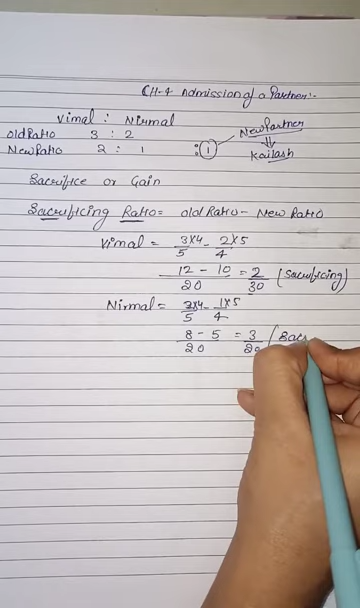 CH-4 Admission of a Partner:-
Vimal : Nirmal
Old Ratio 3 : 2
New Ratio 2 : 1 : 1 New Partner
⇓
Kailash
Sacrifice or Gain
Sacrificing Ratio = Old Ratio - New Ratio
Vimal = 3x4/5 - 2x5/4
12 - 10/20 = 2/30 (Sacrificing)
Nirmal = 2x4/5 - 1x5/4
8 - 5/20 = 3/20 (Sacr